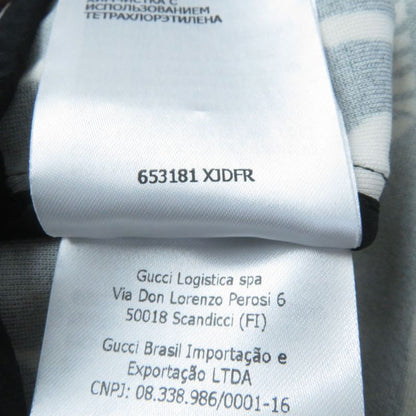 ХИМЧИСТКА С
ИСПОЛЬЗОВАНИЕМ
ТЕТРАХЛОРЭТИЛЕНА
653181 XJDFR
Gucci Logistica spa
Via Don Lorenzo Perosi 6
50018 Scandicci (FI)
Gucci Brasil Importação e
Exportação LTDA
CNPJ: 08.338.986/0001-16